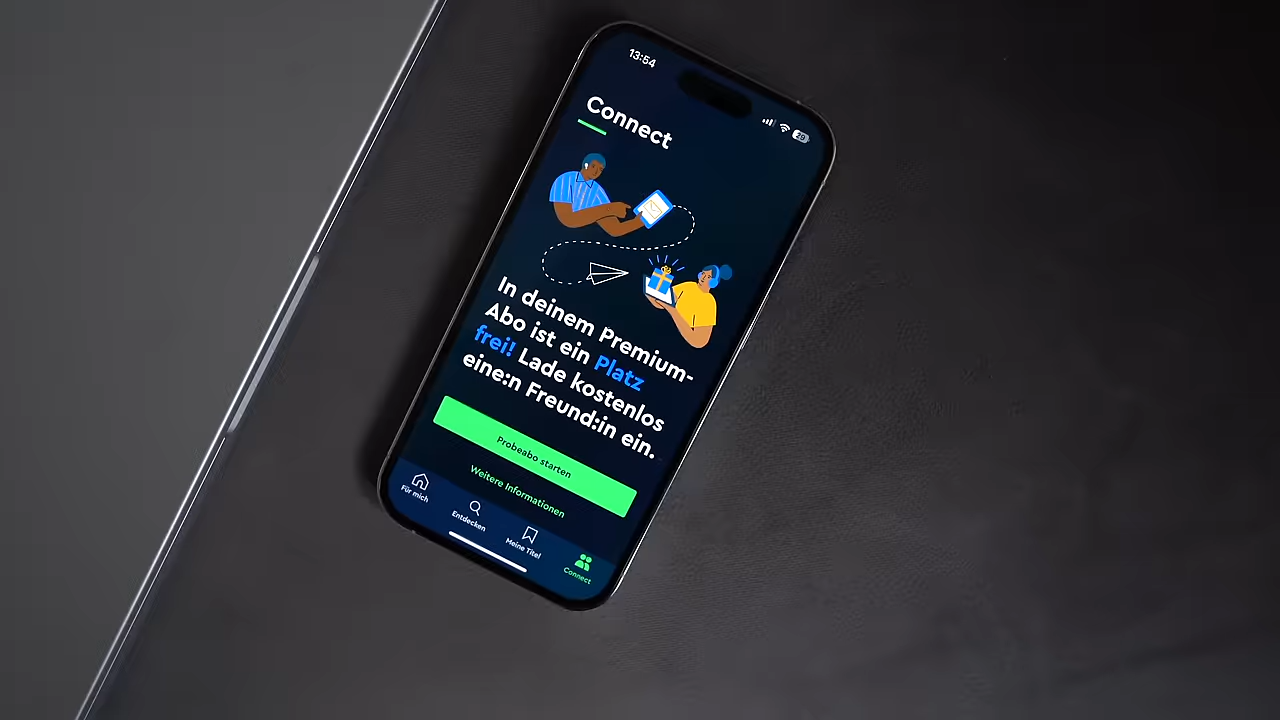 13:54
29
Connect
In deinem Premium-
Abo ist ein Platz
frei! Lade kostenlos
eine:n Freund:in ein.
Probeabo starten
Weitere Informationen
Für mich
Entdecken
Meine Titel
Connect